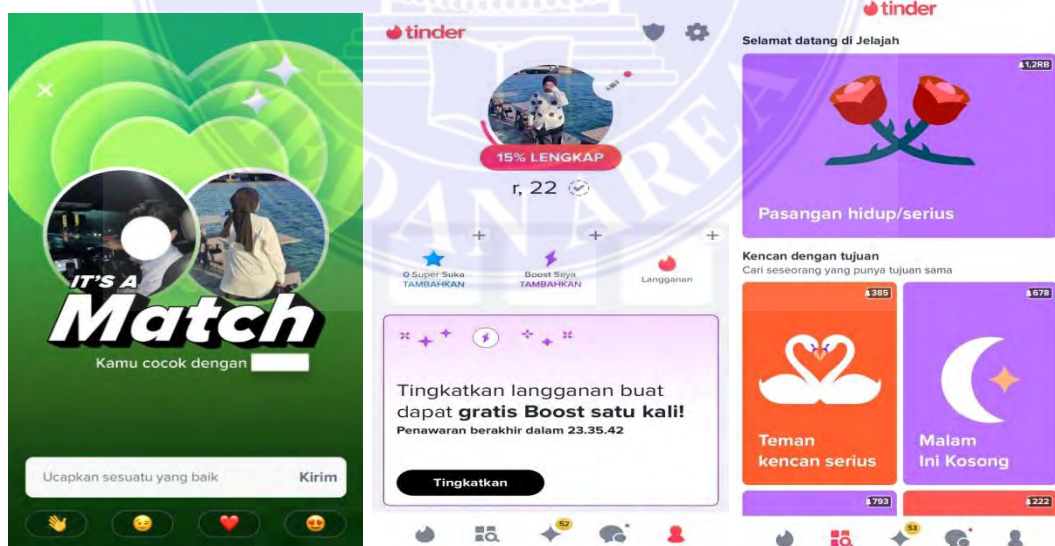 IT'S A
Match
Kamu cocok dengan
Ucapkan sesuatu yang baik
Kirim
tinder
15% LENGKAP
r, 22
0 Super Suka
TAMBAHKAN
Boost Saya
TAMBAHKAN
Langganan
Tingkatkan langganan buat
dapat gratis Boost satu kali!
Penawaran berakhir dalam 23.35.42
Tingkatkan
52
tinder
Selamat datang di Jelajah
1,2RB
Pasangan hidup/serius
Kencan dengan tujuan
Cari seseorang yang punya tujuan sama
385
Teman
kencan serius
678
Malam
Ini Kosong
793
222
53
DAN AREA